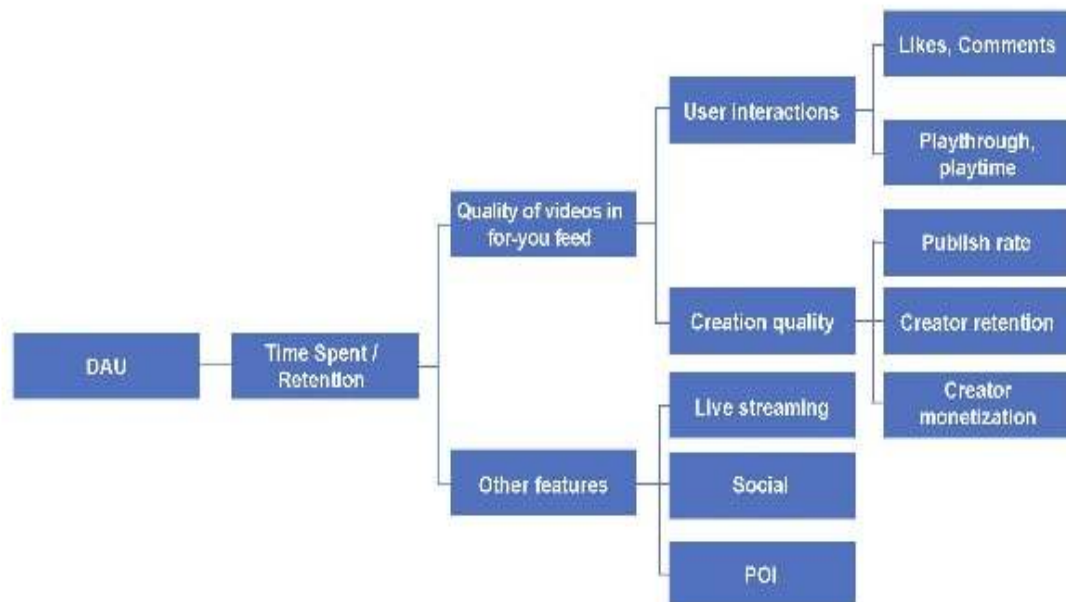 DAU
Time Spent /
Retention
Quality of videos in
for-you feed
User interactions
Likes, Comments
Playthrough,
playtime
Creation quality
Publish rate
Creator retention
Creator
monetization
Other features
Live streaming
Social
POI